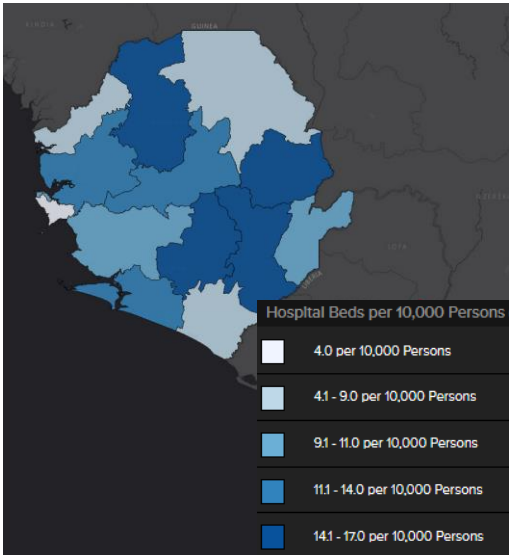 KINDIA
GUINEA
LIBERIA
Hospital Beds per 10,000 Persons
4.0 per 10,000 Persons
4.1 - 9.0 per 10,000 Persons
9.1 - 11.0 per 10,000 Persons
11.1 - 14.0 per 10,000 Persons
14.1 - 17.0 per 10,000 Persons